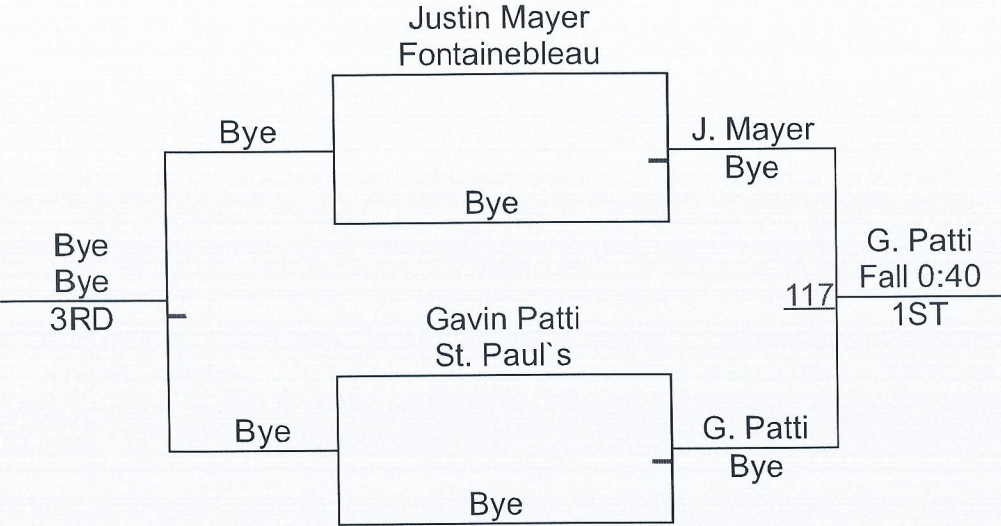 Justin Mayer
Fontainebleau
Bye
J. Mayer
Bye
Bye
Bye
Bye
3RD
G. Patti
Fall 0:40
1ST
117
Gavin Patti
St. Paul`s
Bye
G. Patti
Bye
Bye